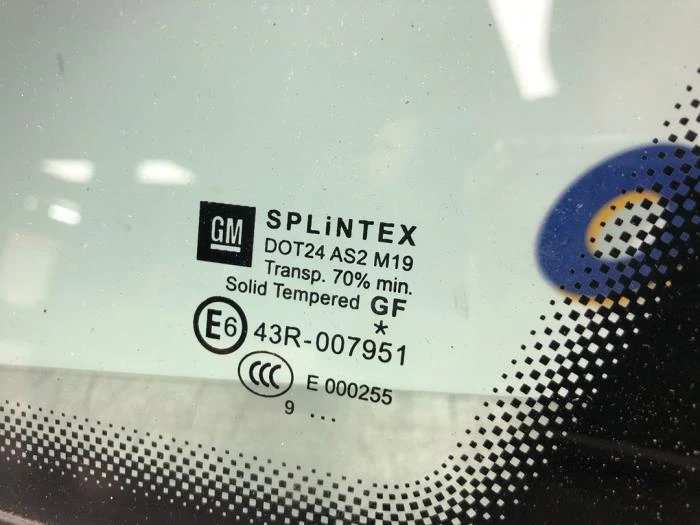 GM
SPLiNTEX
DOT24 AS2 M19
Transp. 70% min.
Solid Tempered GF
*
E6 43R-007951
CCC E 000255
9 ...